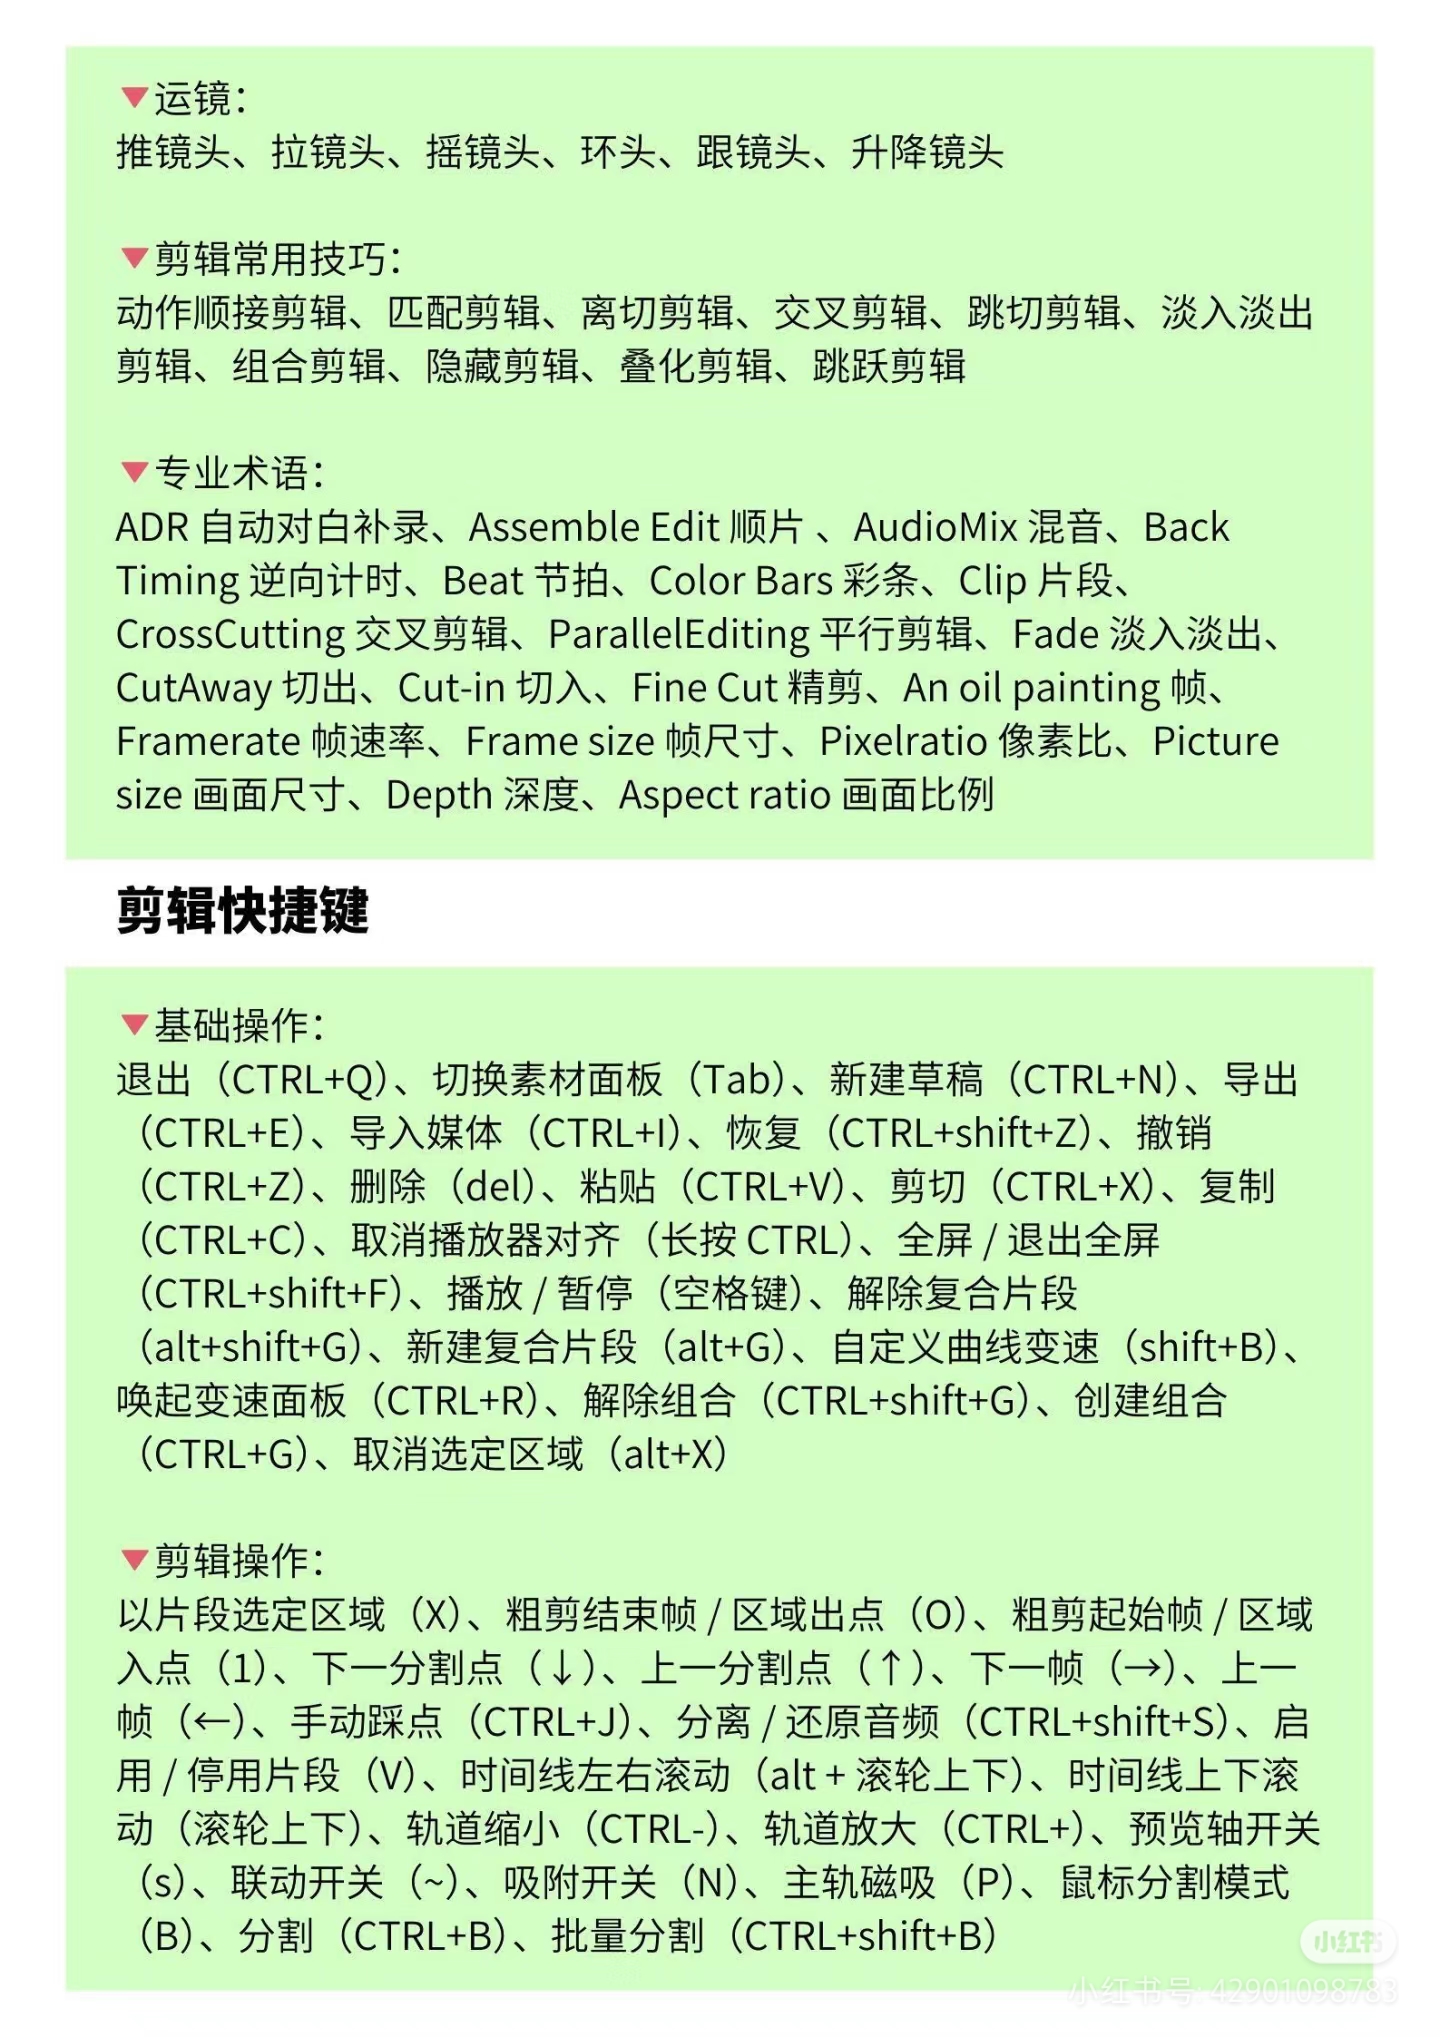 ▼运镜：
推镜头、拉镜头、摇镜头、环头、跟镜头、升降镜头
▼剪辑常用技巧：
动作顺接剪辑、匹配剪辑、离切剪辑、交叉剪辑、跳切剪辑、淡入淡出
剪辑、组合剪辑、隐藏剪辑、叠化剪辑、跳跃剪辑
▼专业术语：
ADR 自动对白补录、Assemble Edit 顺片 、AudioMix 混音、Back
Timing 逆向计时、Beat 节拍、Color Bars 彩条、Clip 片段、
CrossCutting 交叉剪辑、ParallelEditing 平行剪辑、Fade 淡入淡出、
CutAway 切出、Cut-in 切入、Fine Cut 精剪、An oil painting 帧、
Framerate 帧速率、Frame size 帧尺寸、Pixelratio 像素比、Picture
size 画面尺寸、Depth 深度、Aspect ratio 画面比例
剪辑快捷键
▼基础操作：
退出（CTRL+Q）、切换素材面板（Tab）、新建草稿（CTRL+N）、导出
（CTRL+E）、导入媒体（CTRL+I）、恢复（CTRL+shift+Z）、撤销
（CTRL+Z）、删除（del）、粘贴（CTRL+V）、剪切（CTRL+X）、复制
（CTRL+C）、取消播放器对齐（长按 CTRL）、全屏 / 退出全屏
（CTRL+shift+F）、播放 / 暂停（空格键）、解除复合片段
（alt+shift+G）、新建复合片段（alt+G）、自定义曲线变速（shift+B）、
唤起变速面板（CTRL+R）、解除组合（CTRL+shift+G）、创建组合
（CTRL+G）、取消选定区域（alt+X）
▼剪辑操作：
以片段选定区域（X）、粗剪结束帧 / 区域出点（O）、粗剪起始帧 / 区域
入点（1）、下一分割点（↓）、上一分割点（↑）、下一帧（→）、上一
帧（←）、手动踩点（CTRL+J）、分离 / 还原音频（CTRL+shift+S）、启
用 / 停用片段（V）、时间线左右滚动（alt + 滚轮上下）、时间线上下滚
动（滚轮上下）、轨道缩小（CTRL-）、轨道放大（CTRL+）、预览轴开关
（s）、联动开关（~）、吸附开关（N）、主轨磁吸（P）、鼠标分割模式
（B）、分割（CTRL+B）、批量分割（CTRL+shift+B）
小红书
小红书号: 42901098783